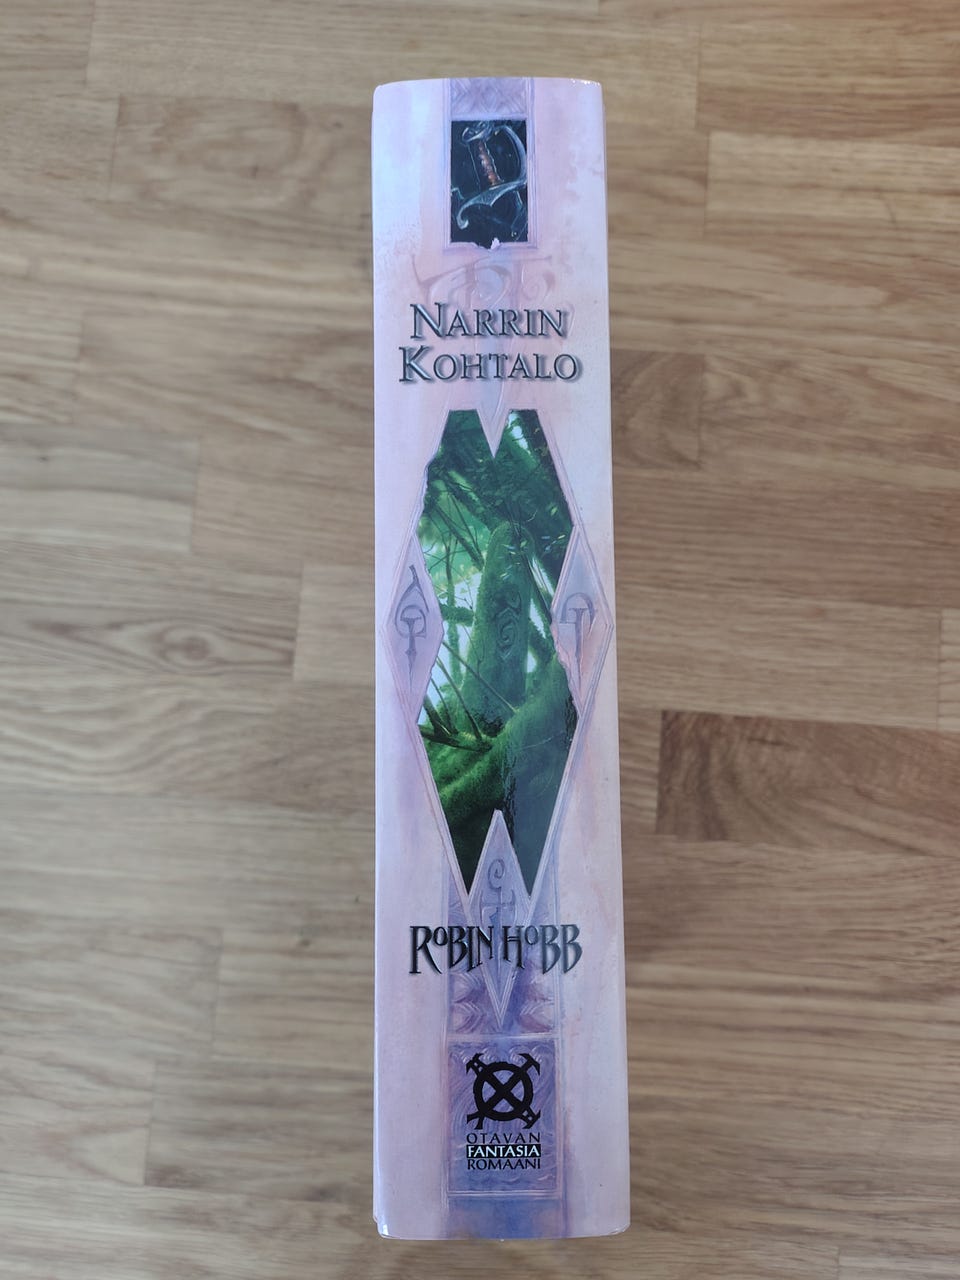 NARRIN
KOHTALO
ROBIN HOBB
OTAVAN
FANTASIA
ROMAANI